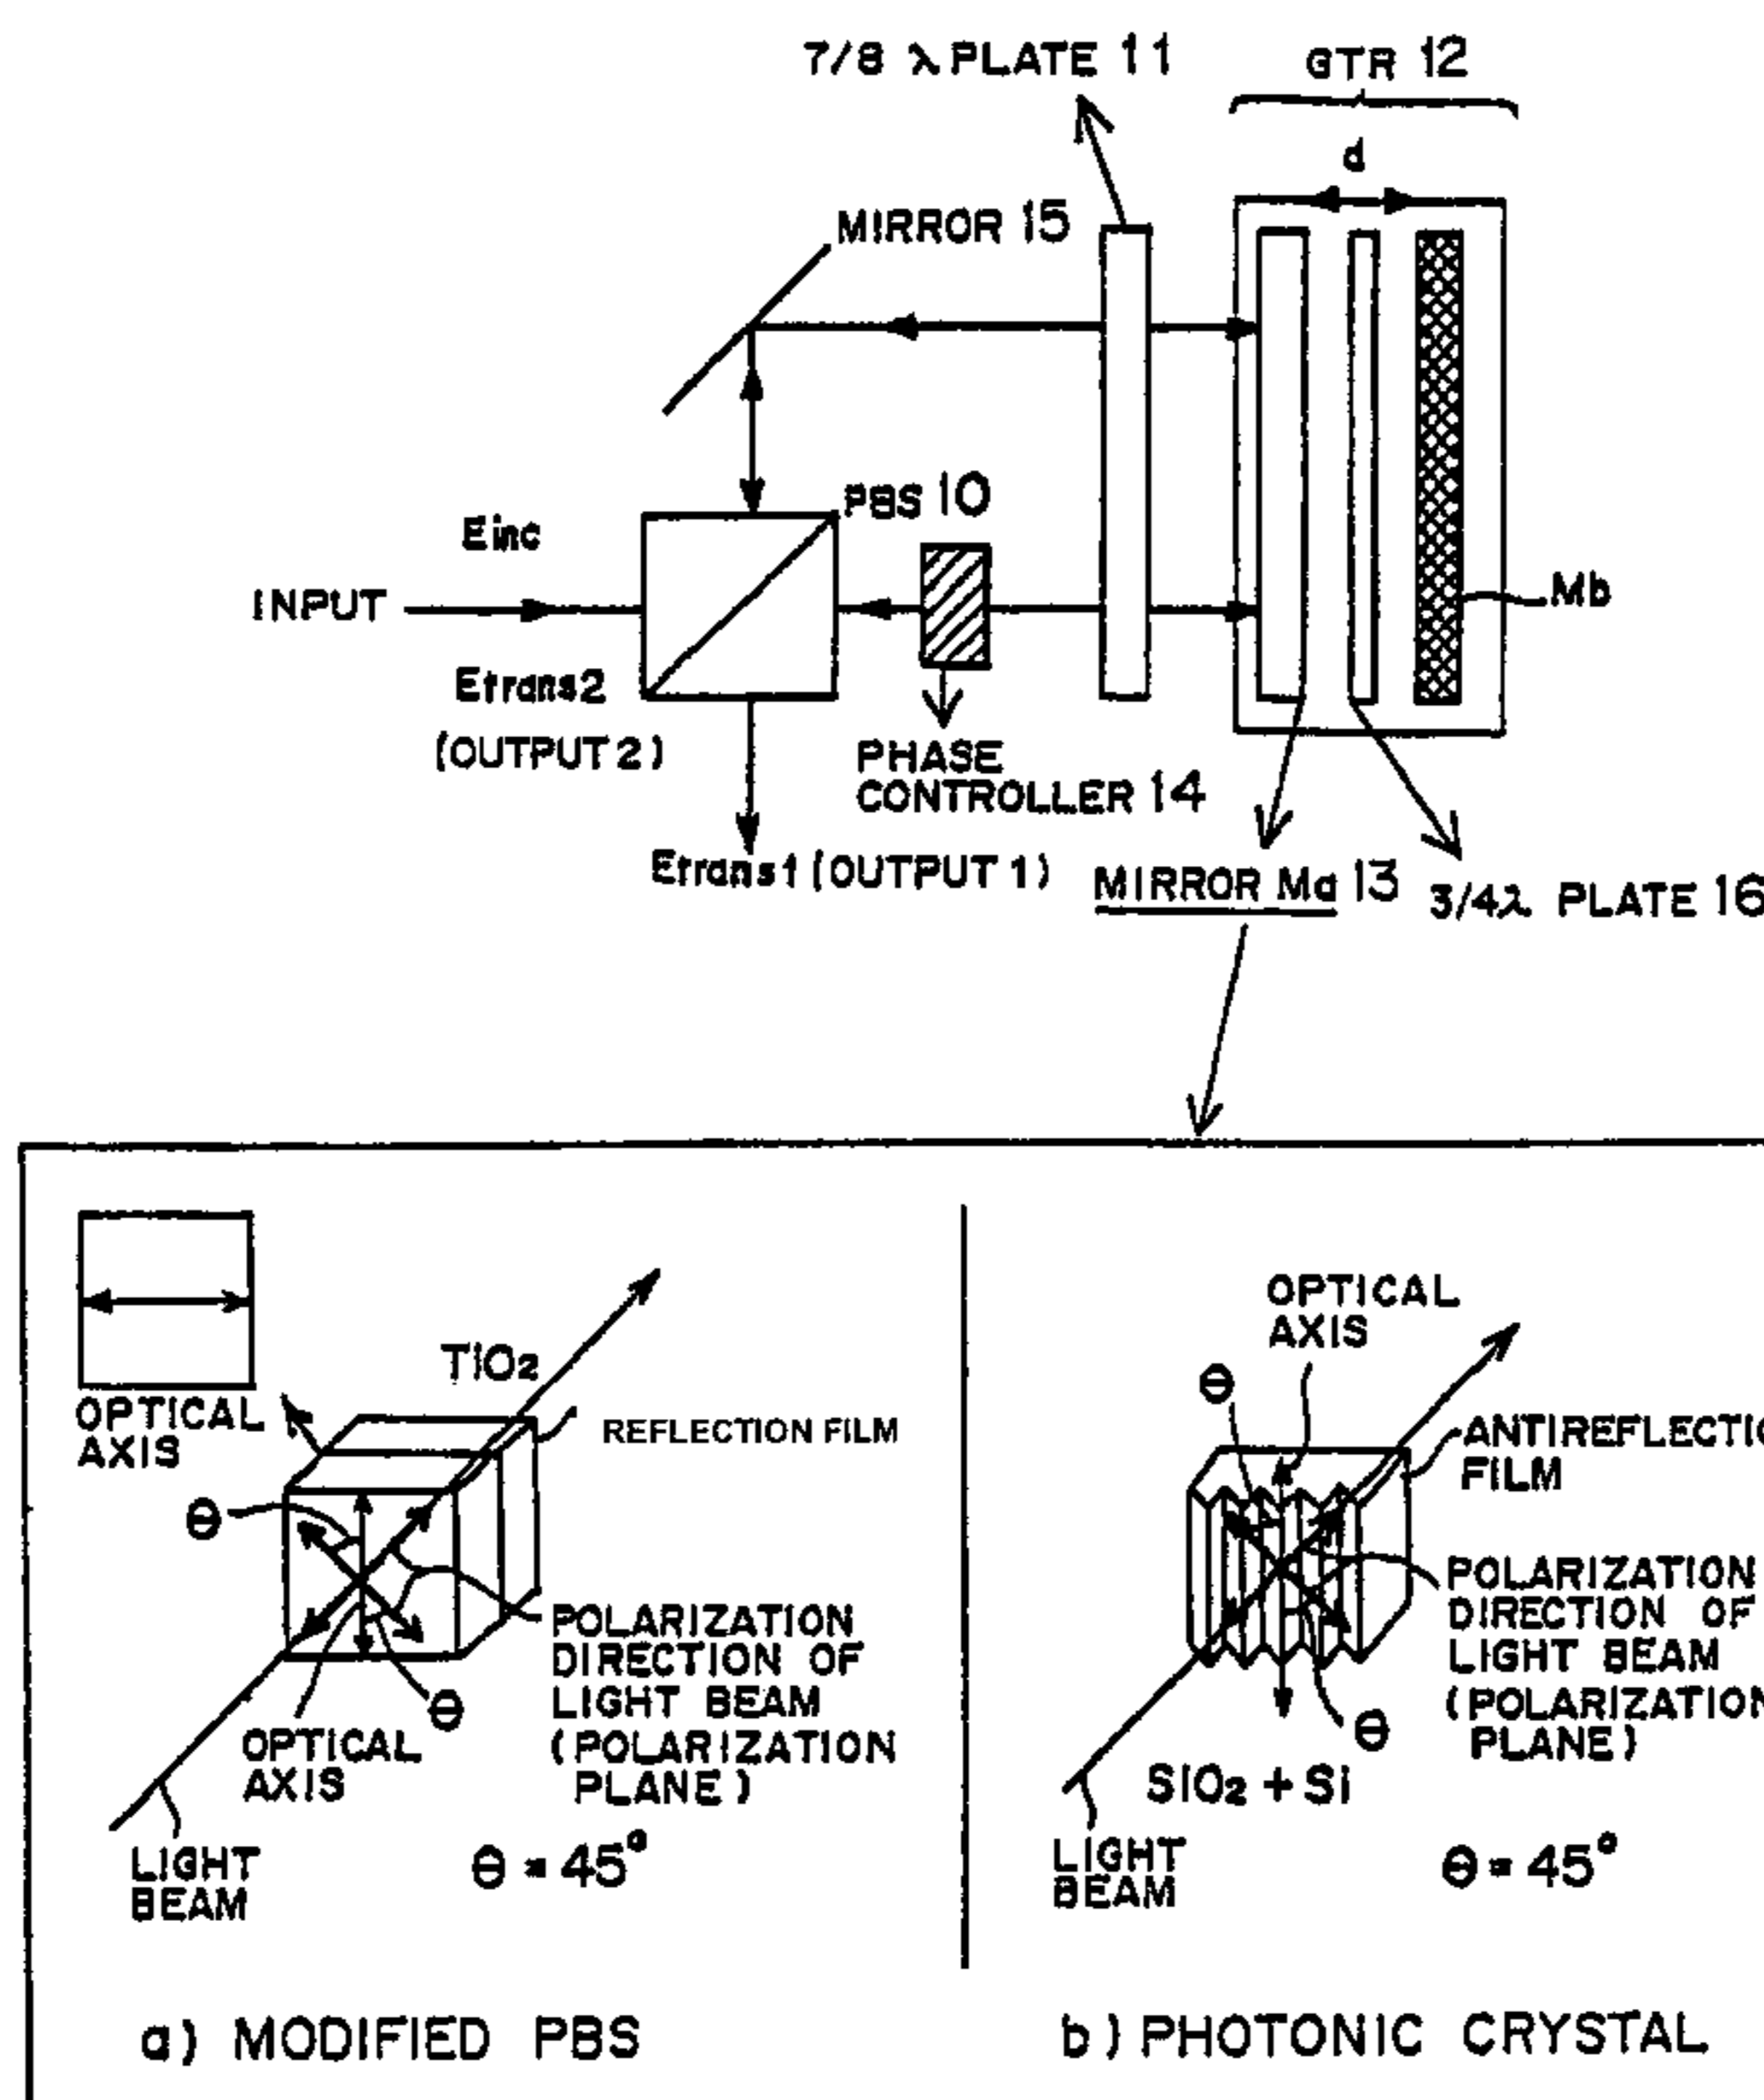 7/8 λ PLATE 11
GTR 12
d
MIRROR 15
PBS 10
Einc
INPUT
Etrans2
(OUTPUT 2)
Mb
PHASE
CONTROLLER 14
Etrans1 (OUTPUT 1)
MIRROR Ma 13
3/4λ PLATE 16
OPTICAL
AXIS
TiO2
REFLECTION FILM
θ
θ
OPTICAL
AXIS
POLARIZATION
DIRECTION OF
LIGHT BEAM
(POLARIZATION
PLANE)
LIGHT
BEAM
θ = 45°
a) MODIFIED PBS
OPTICAL
AXIS
θ
ANTIREFLECTIO
FILM
POLARIZATION
DIRECTION OF
LIGHT BEAM
(POLARIZATION
PLANE)
θ
SiO2 + Si
LIGHT
BEAM
θ = 45°
b) PHOTONIC CRYSTAL